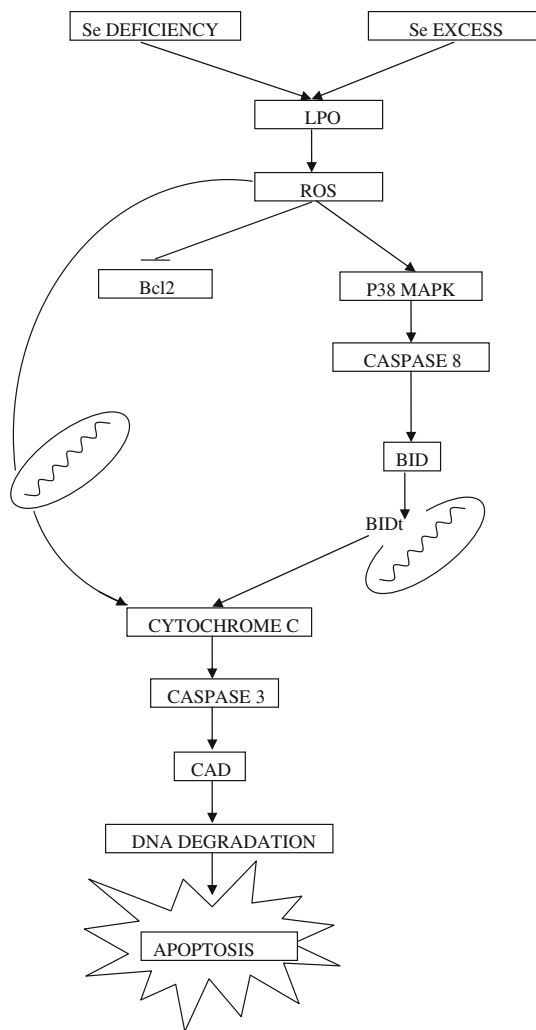 Se DEFICIENCY
Se EXCESS
LPO
ROS
Bcl2
P38 MAPK
CASPASE 8
BID
BIDt
CYTOCHROME C
CASPASE 3
CAD
DNA DEGRADATION
APOPTOSIS